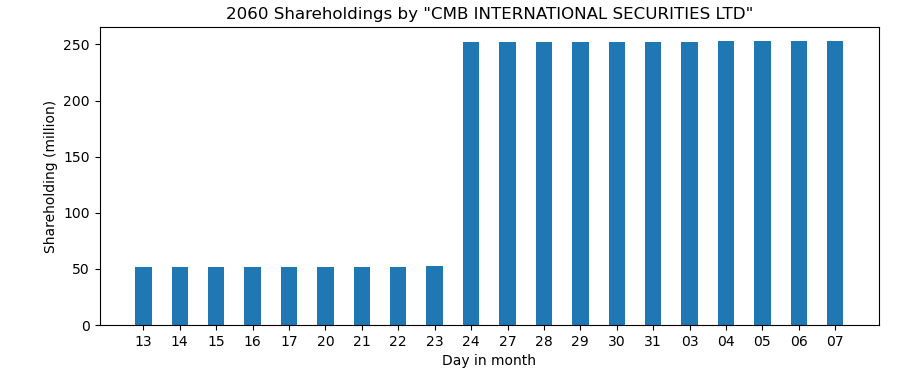 2060 Shareholdings by "CMB INTERNATIONAL SECURITIES LTD"
Shareholding (million)
250
200
150
100
50
0
13 14 15 16 17 20 21 22 23 24 27 28 29 30 31 03 04 05 06 07
Day in month